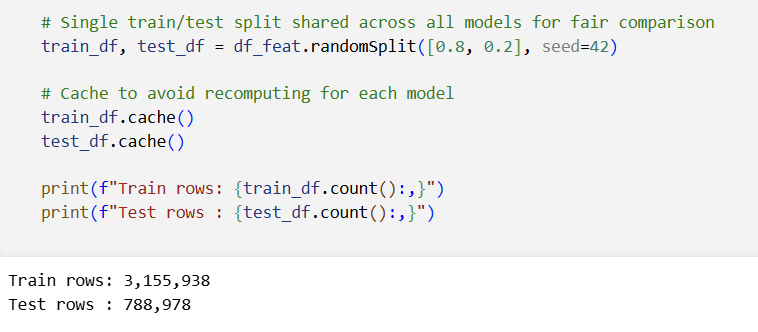 # Single train/test split shared across all models for fair comparison
train_df, test_df = df_feat.randomSplit([0.8, 0.2], seed=42)
# Cache to avoid recomputing for each model
train_df.cache()
test_df.cache()
print(f"Train rows: {train_df.count():,}")
print(f"Test rows : {test_df.count():,}")
Train rows: 3,155,938
Test rows : 788,978